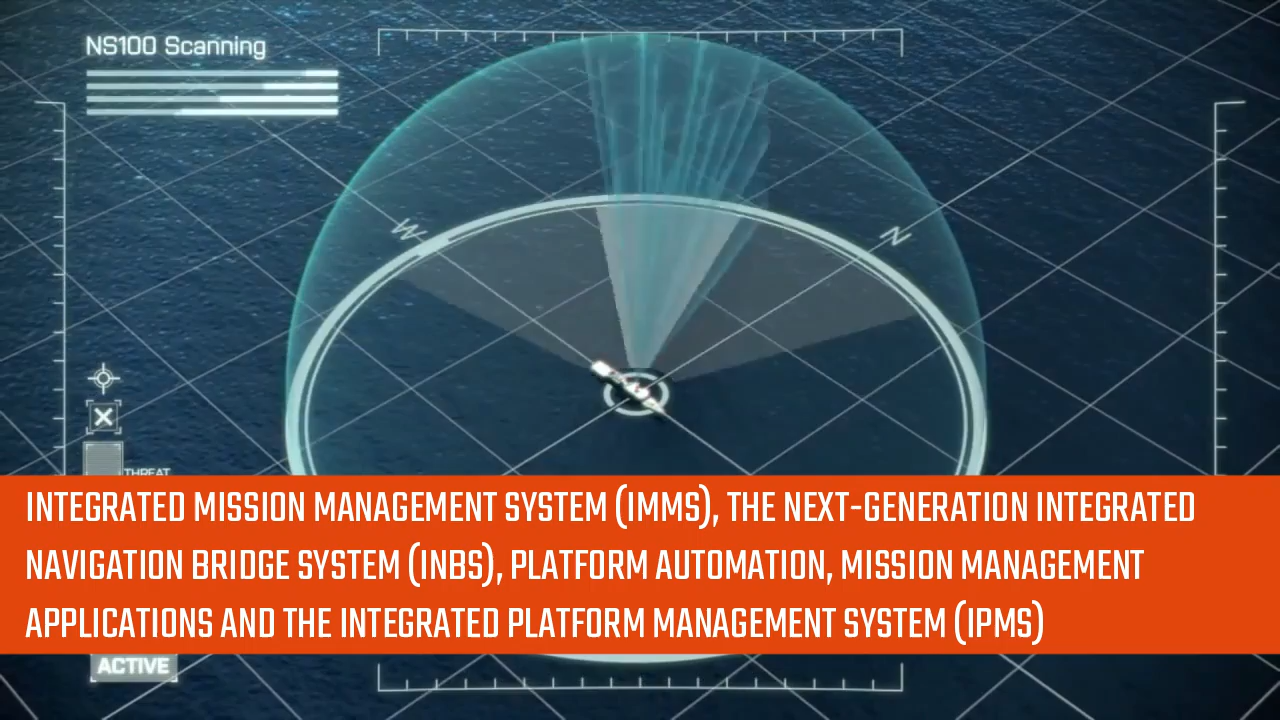 NS100 Scanning
W
N
THREAT
INTEGRATED MISSION MANAGEMENT SYSTEM (IMMS), THE NEXT-GENERATION INTEGRATED
NAVIGATION BRIDGE SYSTEM (INBS), PLATFORM AUTOMATION, MISSION MANAGEMENT
APPLICATIONS AND THE INTEGRATED PLATFORM MANAGEMENT SYSTEM (IPMS)
ACTIVE